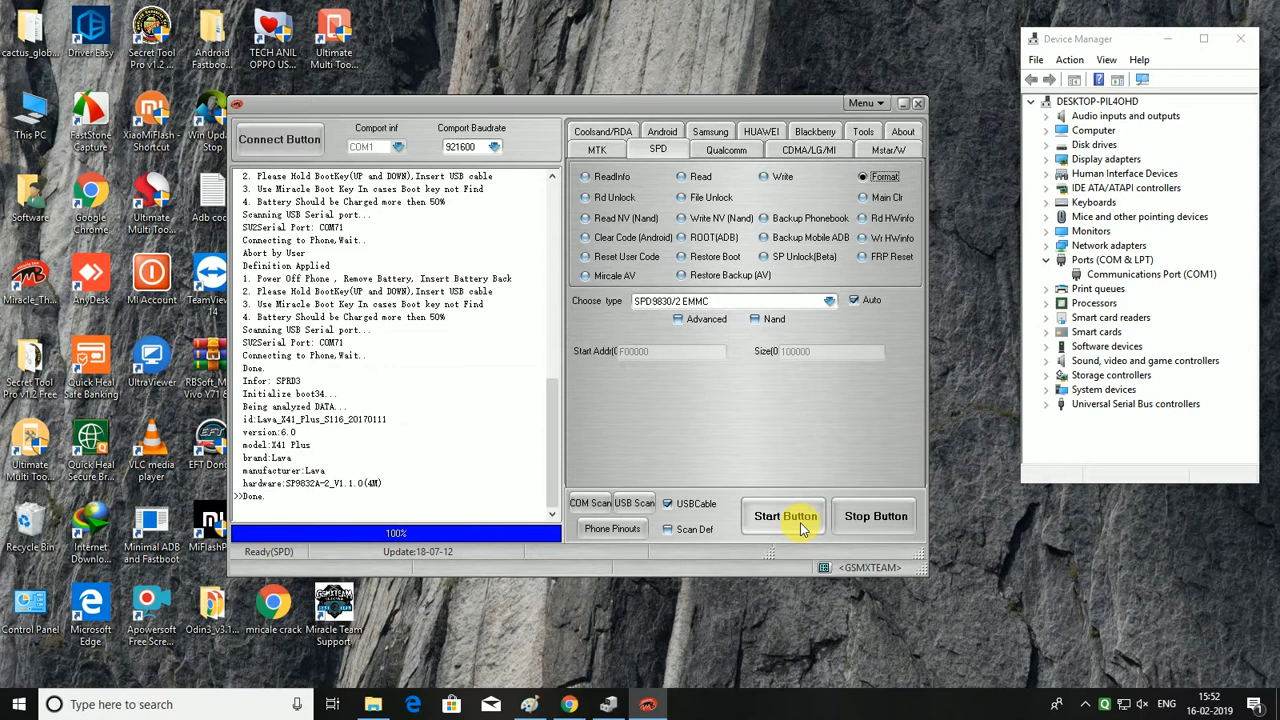 cactus_glob...
Driver Easy
Secret Tool
Pro v1.2 ...
Android
Fastboo...
TECH ANIL
OPPO US...
Ultimate
Multi Too...
This PC
FastStone
Capture
XiaoMiFlash -
Shortcut
Win Upda
Stop
Software
Google
Chrome
Ultimate
Multi...
Adb coc
Miracle_Th...
AnyDesk
MI Account
TeamView
14
Secret Tool
Pro v1.2 Free
Quick Heal
Safe Banking
UltraViewer
RBSoft_M
Vivo Y71 &
Ultimate
Multi Too...
Quick Heal
Secure Br...
VLC media
player
EFT Dong
Recycle Bin
Internet
Downlo...
Minimal ADB
and Fastboot
MiFlashP
Control Panel
Microsoft
Edge
Apowersoft
Free Scre...
Odin3_v3.1...
mricale crack
Miracle Team
Support
Menu
Connect Button
Comport inf
COM1
Comport Baudrate
921600
2. Please Hold BootKey(UP and DOWN),Insert USB cable
3. Use Miracle Boot Key In cases Boot key not Find
4. Battery Should be Charged more then 50%
Scanning USB Serial port...
SU2Serial Port: COM71
Connecting to Phone,Wait..
Abort by User
Definition Applied
1. Power Off Phone , Remove Battery, Insert Battery Back
2. Please Hold BootKey(UP and DOWN),Insert USB cable
3. Use Miracle Boot Key In cases Boot key not Find
4. Battery Should be Charged more then 50%
Scanning USB Serial port...
SU2Serial Port: COM71
Connecting to Phone,Wait..
Done.
Infor: SPRD3
Initialize boot34...
Being analyzed DATA...
id:Lava_X41_Plus_S116_20170111
version:6.0
model:X41 Plus
brand:Lava
manufacturer:Lava
hardware:SP9832A-2_V1.1.0(4M)
>>Done.
100%
Ready(SPD)
Update:18-07-12
<GSMXTEAM>
Coolsand/RDA
Android
Samsung
HUAWEI
Blackberry
Tools
About
MTK
SPD
Qualcomm
CDMA/LG/MI
Mstar/W
ReadInfo
Read
Write
Format
Rd Unlock
File Unlock
Main Clr
Read NV (Nand)
Write NV (Nand)
Backup Phonebook
Rd HWinfo
Clear Code (Android)
ROOT(ADB)
Backup Mobile ADB
Wr HWinfo
Reset User Code
Restore Boot
SP Unlock(Beta)
FRP Reset
Mircale AV
Restore Backup (AV)
Choose type
SPD9830/2 EMMC
Auto
Advanced
Nand
Start Addr(0
F00000
Size(0
100000
COM Scan
USB Scan
USBCable
Start Button
Stop Button
Phone Pinouts
Scan Def
Device Manager
File Action View Help
DESKTOP-PIL4OHD
Audio inputs and outputs
Computer
Disk drives
Display adapters
Human Interface Devices
IDE ATA/ATAPI controllers
Keyboards
Mice and other pointing devices
Monitors
Network adapters
Ports (COM & LPT)
Communications Port (COM1)
Print queues
Processors
Smart card readers
Smart cards
Software devices
Sound, video and game controllers
Storage controllers
System devices
Universal Serial Bus controllers
Type here to search
ENG
15:52
16-02-2019